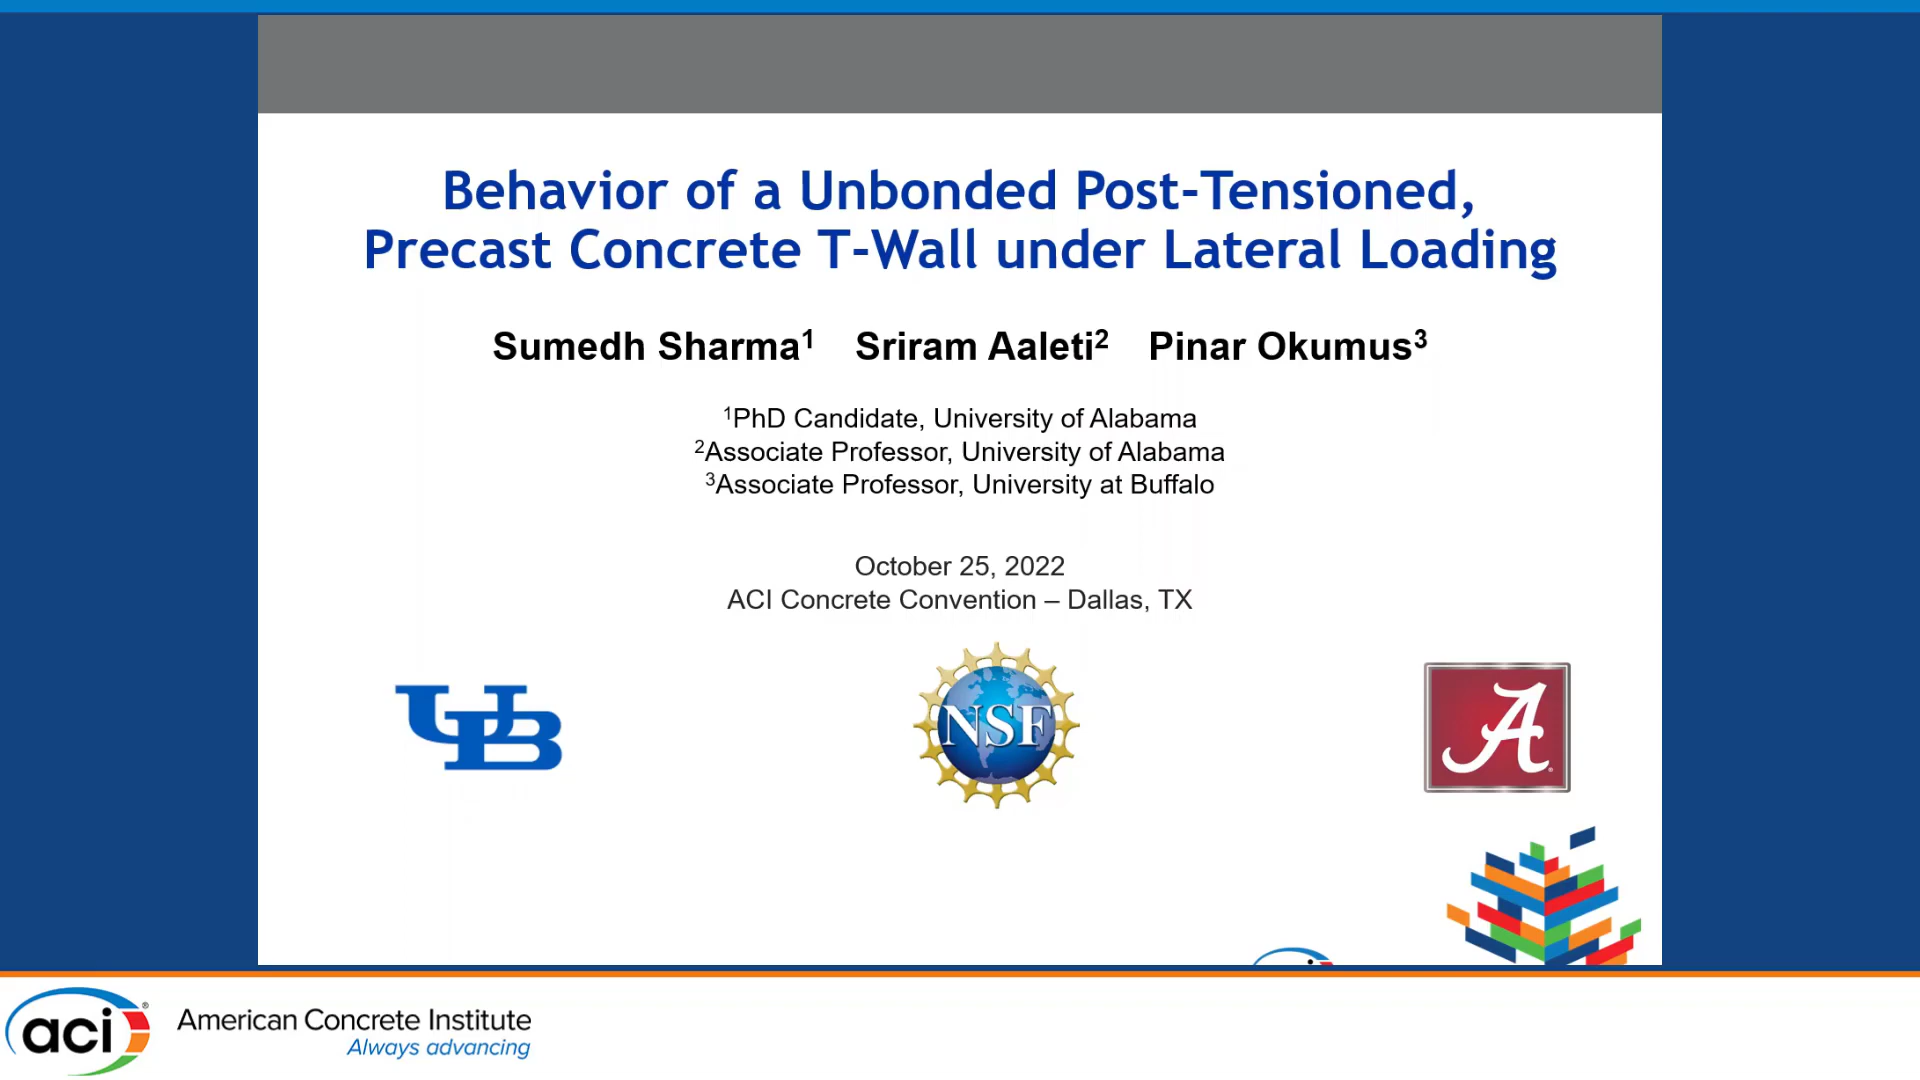 Behavior of a Unbonded Post-Tensioned,
Precast Concrete T-Wall under Lateral Loading
Sumedh Sharma¹ Sriram Aaleti² Pinar Okumus³
¹PhD Candidate, University of Alabama
²Associate Professor, University of Alabama
³Associate Professor, University at Buffalo
October 25, 2022
ACI Concrete Convention – Dallas, TX
UB
NSF
A
aci®
American Concrete Institute
Always advancing